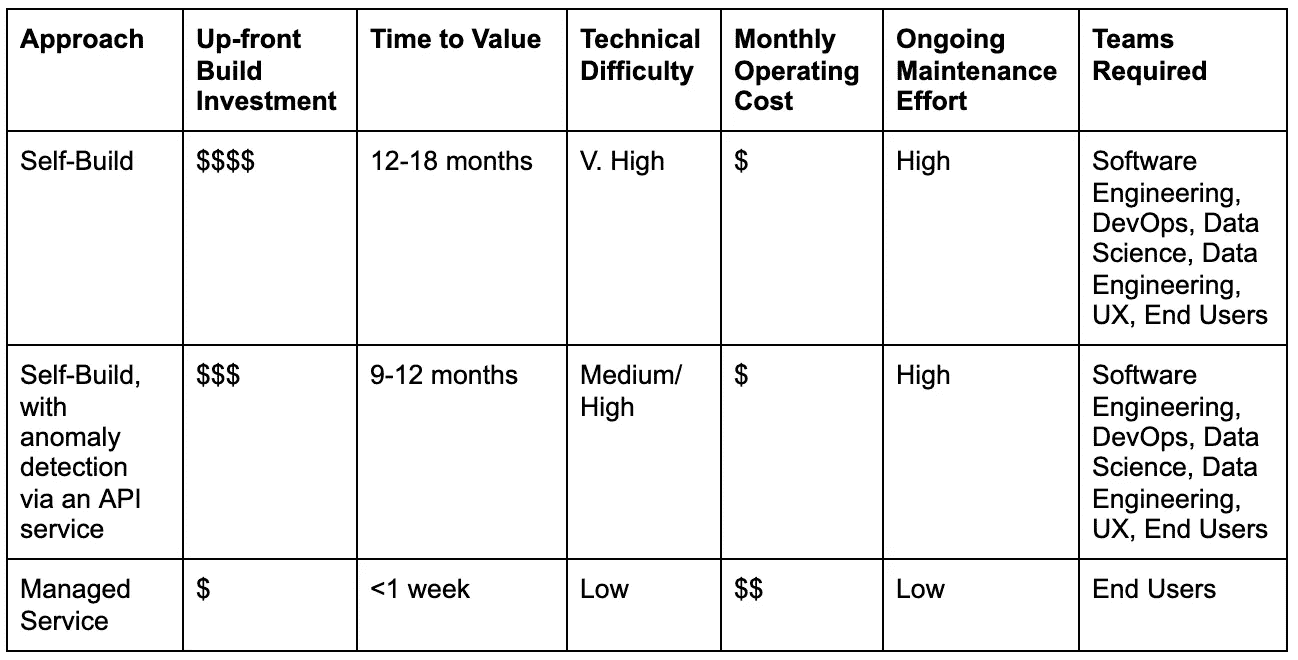 Approach
Up-front
Build
Investment
Time to Value
Technical
Difficulty
Monthly
Operating
Cost
Ongoing
Maintenance
Effort
Teams
Required
Self-Build
$$$$
12-18 months
V. High
$
High
Software
Engineering,
DevOps, Data
Science, Data
Engineering,
UX, End Users
Self-Build,
with
anomaly
detection
via an API
service
$$$
9-12 months
Medium/
High
$
High
Software
Engineering,
DevOps, Data
Science, Data
Engineering,
UX, End Users
Managed
Service
$
<1 week
Low
$$
Low
End Users